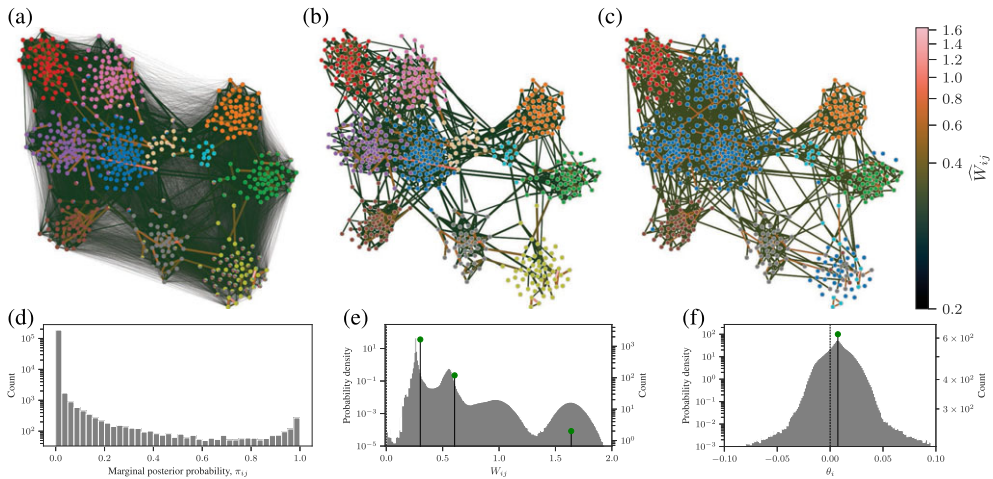 (a)
(b)
(c)
1.6
1.4
1.2
1.0
0.8
0.6
0.4
0.2
Ŵ_ij
(d)
(e)
(f)
10^5
10^4
10^3
10^2
Count
0.0 0.2 0.4 0.6 0.8 1.0
Marginal posterior probability, π_ij
Probability density
10^1
10^-1
10^-3
10^-5
10^3
10^2
10^1
10^0
Count
0.0 0.5 1.0 1.5 2.0
W_ij
Probability density
10^2
10^1
10^0
10^-1
10^-2
10^-3
6 × 10^2
4 × 10^2
3 × 10^2
Count
−0.10 −0.05 0.00 0.05 0.10
θ_i